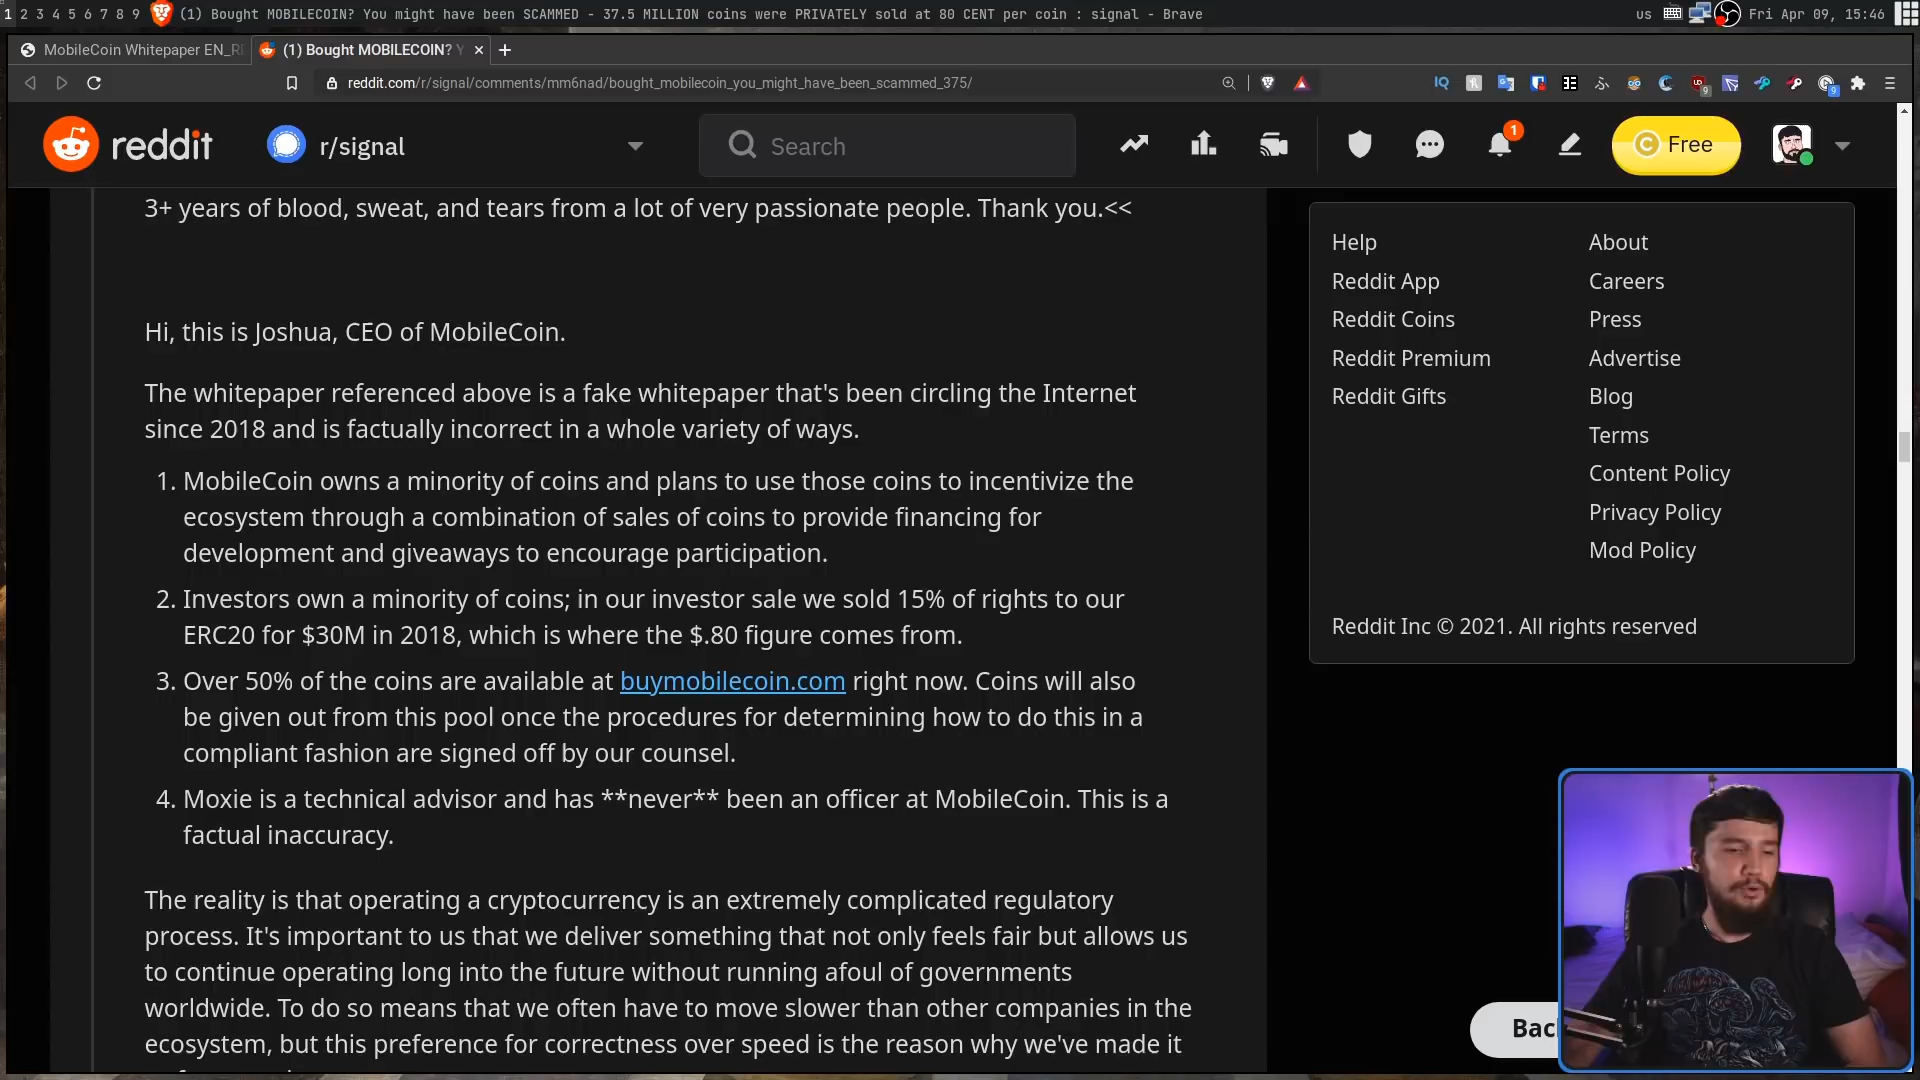 1 2 3 4 5 6 7 8 9 (1) Bought MOBILECOIN? You might have been SCAMMED - 37.5 MILLION coins were PRIVATELY sold at 80 CENT per coin : signal - Brave
us Fri Apr 09, 15:46
MobileCoin Whitepaper EN_R
(1) Bought MOBILECOIN? Y
reddit.com/r/signal/comments/mm6nad/bought_mobilecoin_you_might_have_been_scammed_375/
reddit
r/signal
Search
1
Free
3+ years of blood, sweat, and tears from a lot of very passionate people. Thank you.<<
Hi, this is Joshua, CEO of MobileCoin.
The whitepaper referenced above is a fake whitepaper that's been circling the Internet
since 2018 and is factually incorrect in a whole variety of ways.
1. MobileCoin owns a minority of coins and plans to use those coins to incentivize the
ecosystem through a combination of sales of coins to provide financing for
development and giveaways to encourage participation.
2. Investors own a minority of coins; in our investor sale we sold 15% of rights to our
ERC20 for $30M in 2018, which is where the $.80 figure comes from.
3. Over 50% of the coins are available at buymobilecoin.com right now. Coins will also
be given out from this pool once the procedures for determining how to do this in a
compliant fashion are signed off by our counsel.
4. Moxie is a technical advisor and has **never** been an officer at MobileCoin. This is a
factual inaccuracy.
The reality is that operating a cryptocurrency is an extremely complicated regulatory
process. It's important to us that we deliver something that not only feels fair but allows us
to continue operating long into the future without running afoul of governments
worldwide. To do so means that we often have to move slower than other companies in the
ecosystem, but this preference for correctness over speed is the reason why we've made it
Help
Reddit App
Reddit Coins
Reddit Premium
Reddit Gifts
About
Careers
Press
Advertise
Blog
Terms
Content Policy
Privacy Policy
Mod Policy
Reddit Inc © 2021. All rights reserved